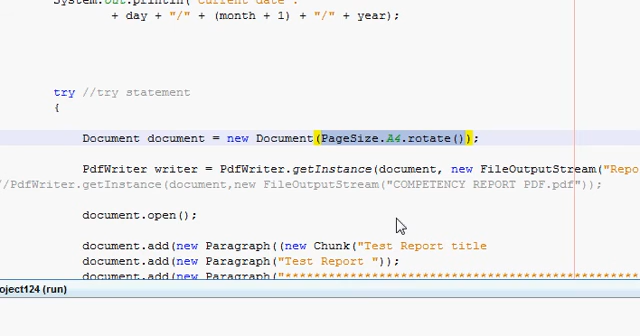 System.out.println("current date":
+ day + "/" + (month + 1) + "/" + year);
try //try statement
{
Document document = new Document(PageSize.A4.rotate());
PdfWriter writer = PdfWriter.getInstance(document, new FileOutputStream("Repo
//PdfWriter.getInstance(document,new FileOutputStream("COMPETENCY REPORT PDF.pdf"));
document.open();
document.add(new Paragraph((new Chunk("Test Report title
document.add(new Paragraph("Test Report "));
document.add(new Paragraph("
oject124 (run)